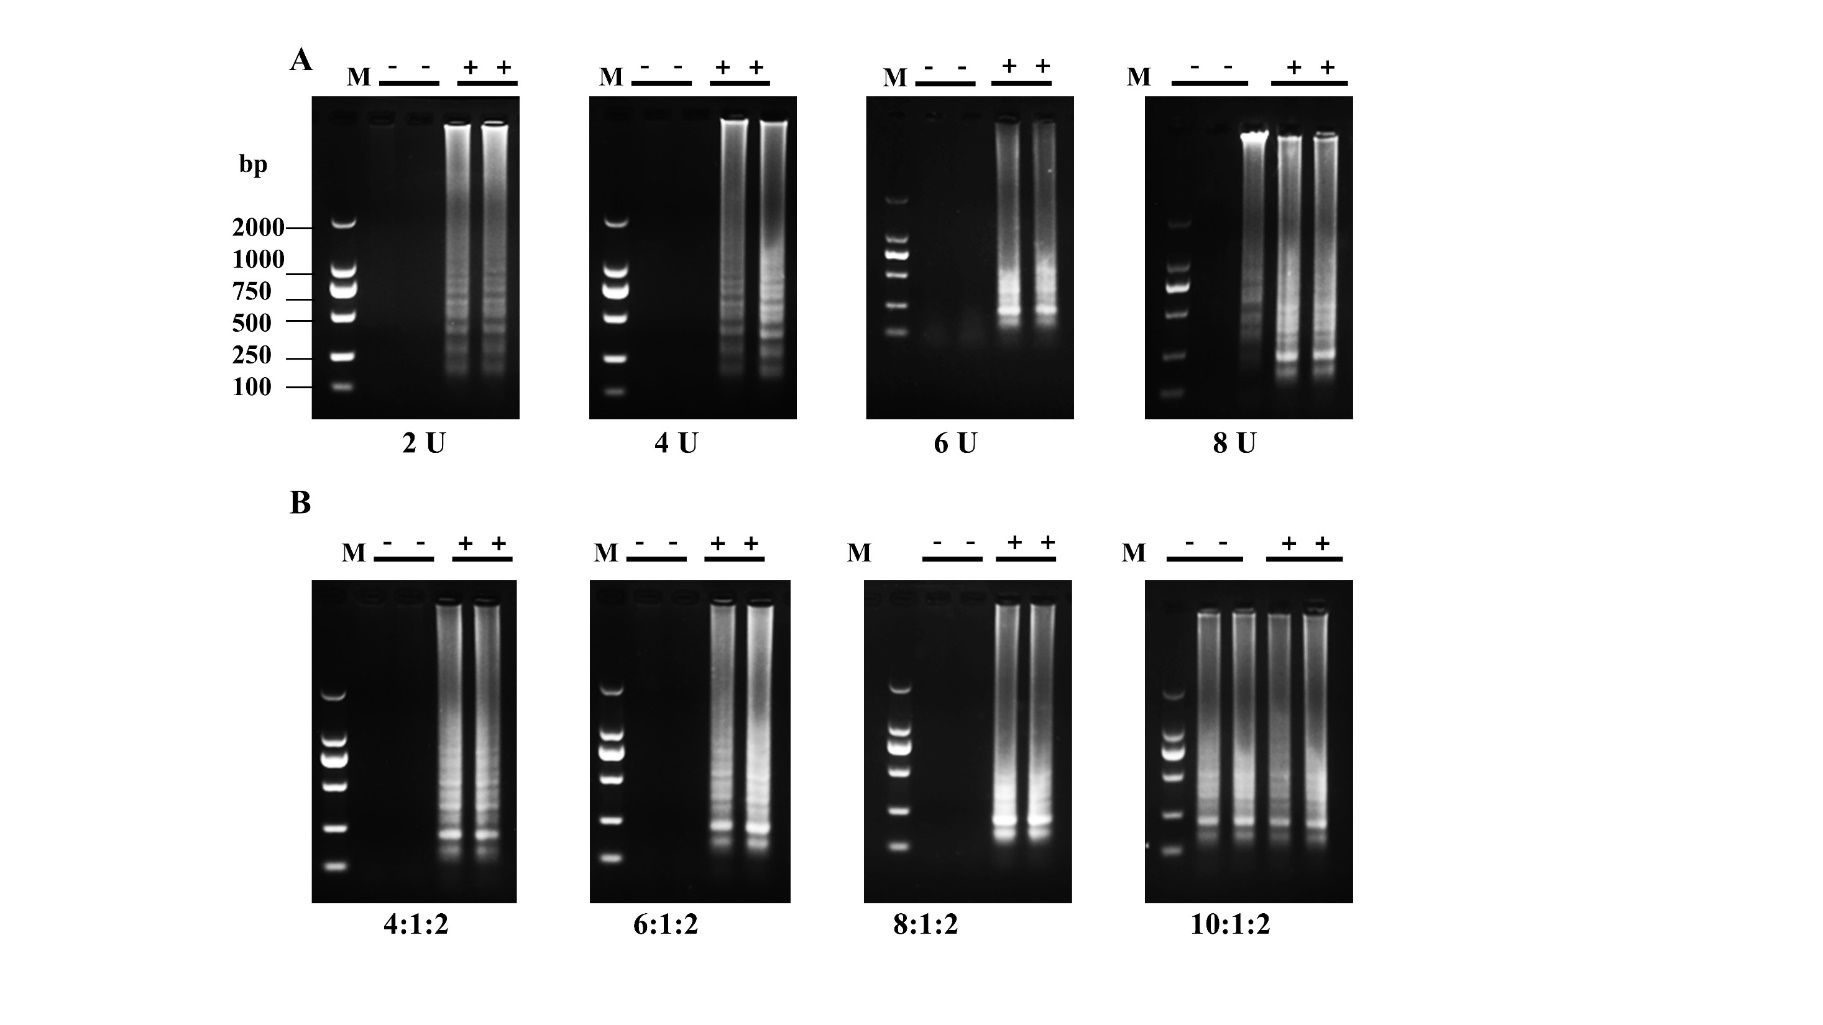 A
M - - + +
M - - + +
M - - + +
M - - + +
bp
2000
1000
750
500
250
100
2 U
4 U
6 U
8 U
B
M - - + +
M - - + +
M - - + +
M - - + +
4:1:2
6:1:2
8:1:2
10:1:2